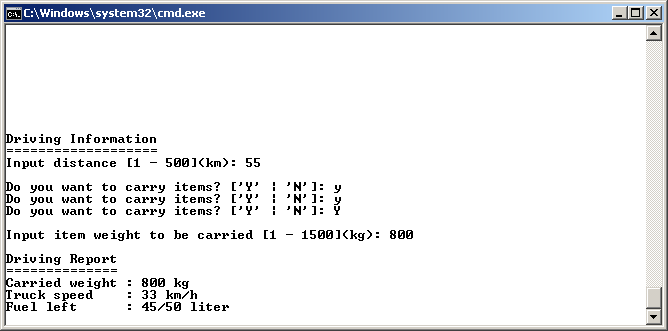 C:\Windows\system32\cmd.exe
Driving Information
===================
Input distance [1 - 500](km): 55
Do you want to carry items? ['Y' | 'N']: y
Do you want to carry items? ['Y' | 'N']: y
Do you want to carry items? ['Y' | 'N']: Y
Input item weight to be carried [1 - 1500](kg): 800
Driving Report
==============
Carried weight : 800 kg
Truck speed    : 33 km/h
Fuel left      : 45/50 liter